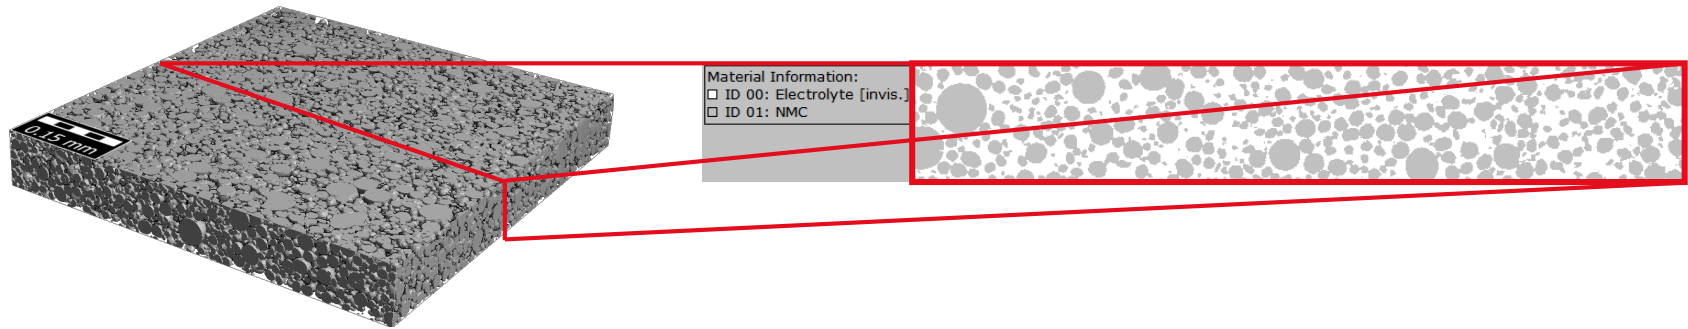 0.15 mm
Material Information:
ID 00: Electrolyte [invis.]
ID 01: NMC